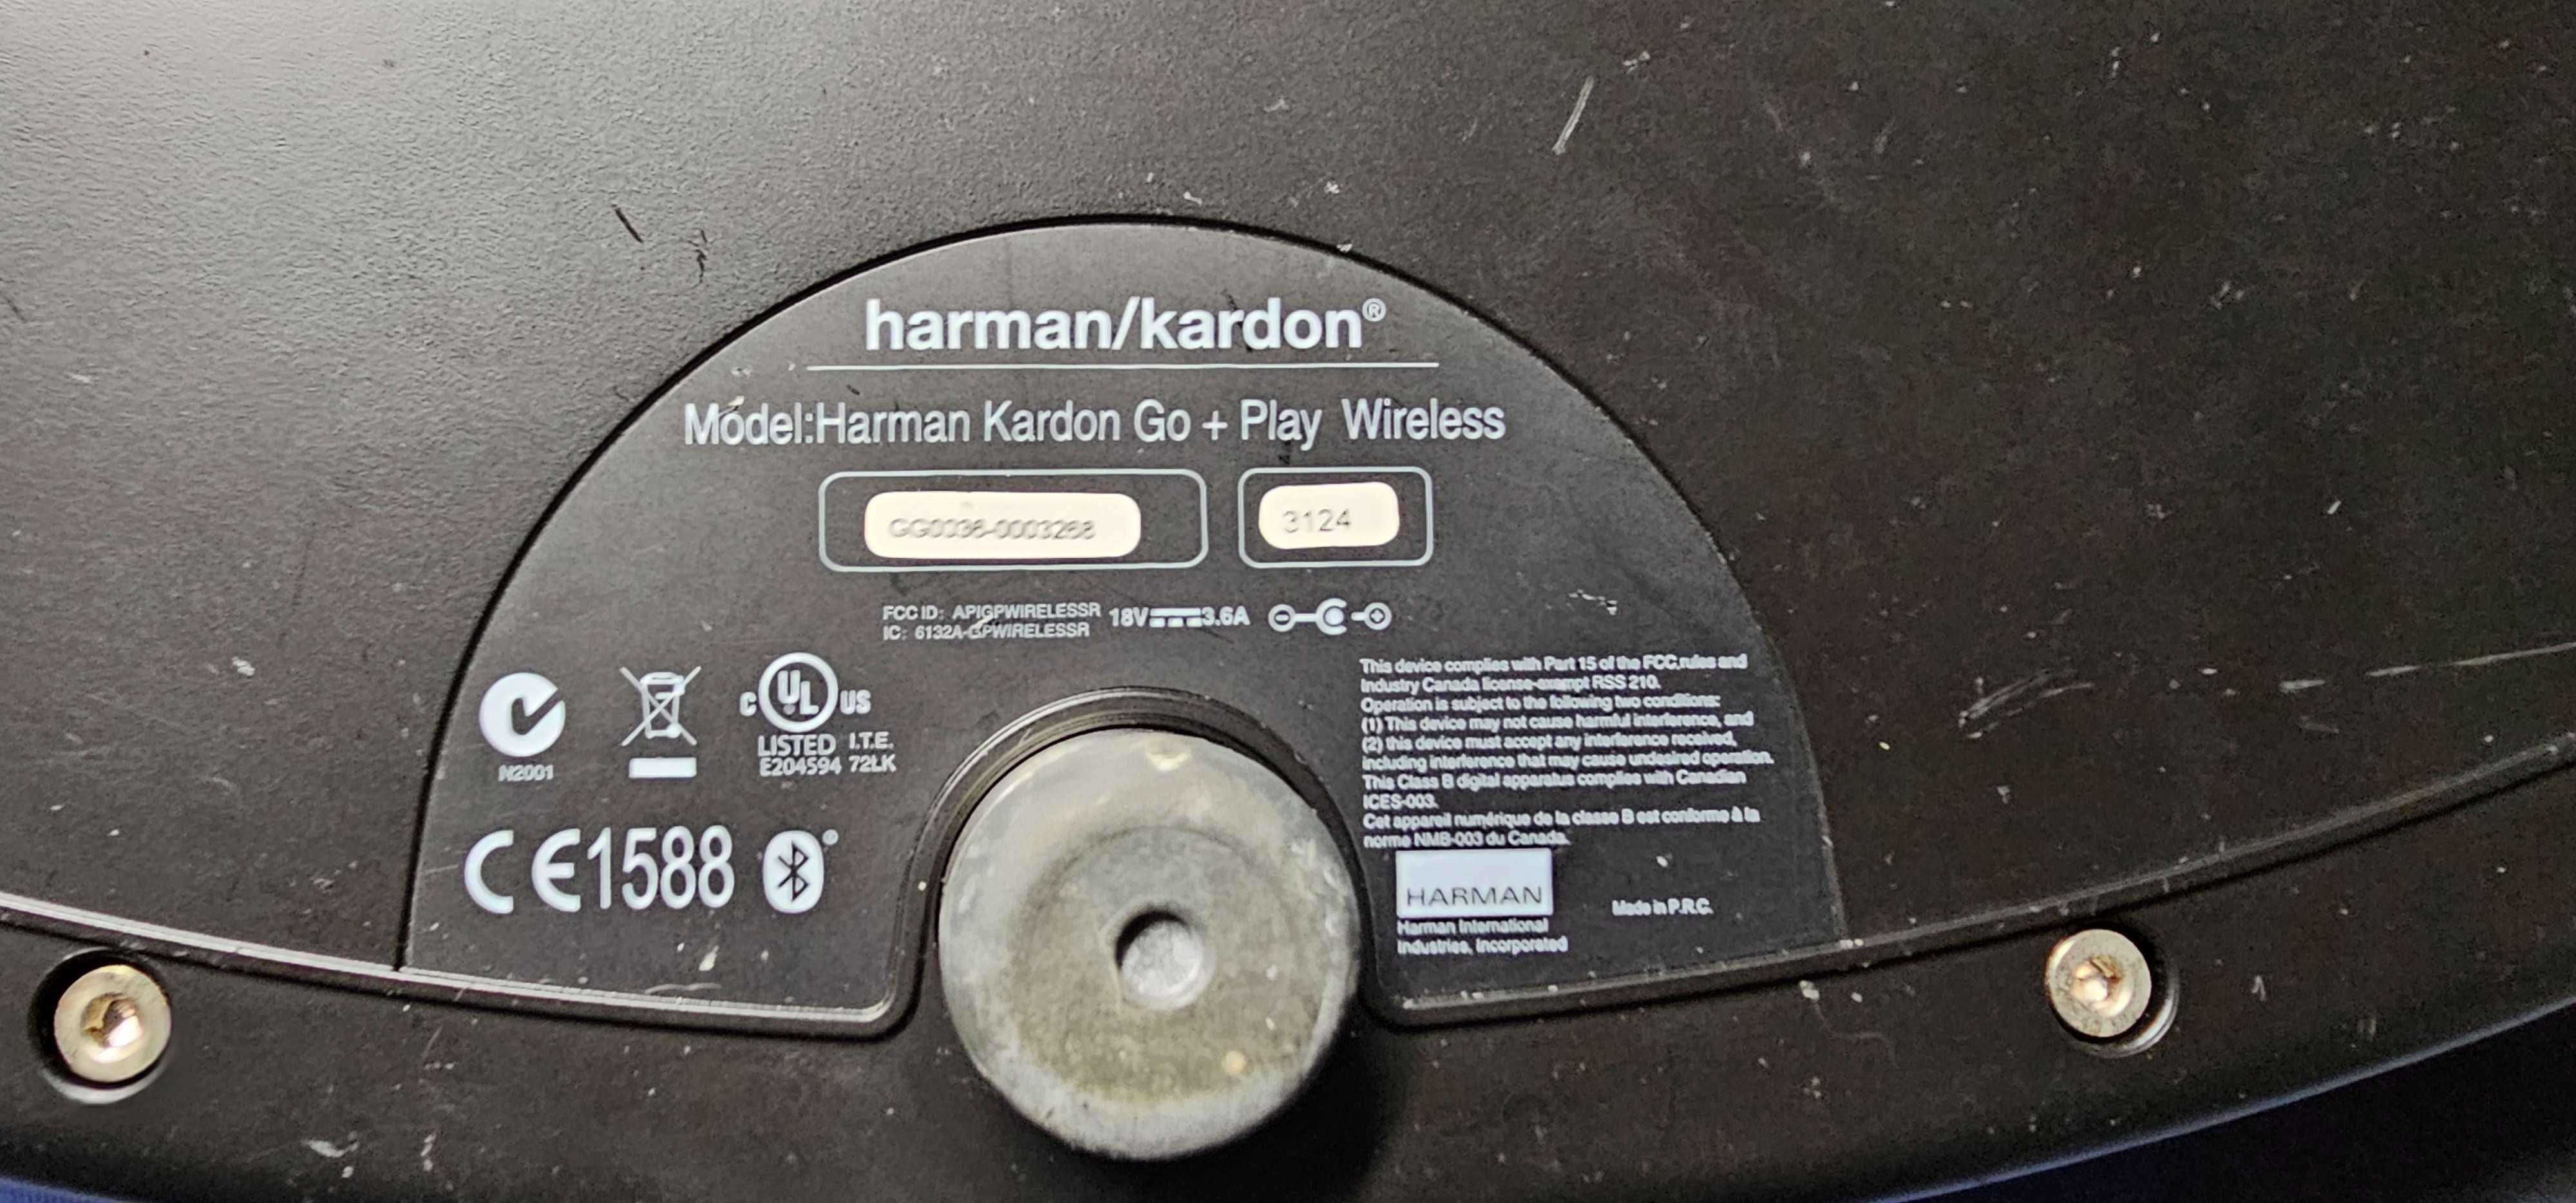 harman/kardon®
Model:Harman Kardon Go + Play Wireless
GG0036-0003268
3124
FCC ID: APIGPWIRELESSR
IC: 6132A-GPWIRELESSR
18V 3.6A
N2001
C UL US
LISTED I.T.E.
E204594 72LK
CE1588
This device complies with Part 15 of the FCC rules and
Industry Canada license-exempt RSS 210.
Operation is subject to the following two conditions:
(1) This device may not cause harmful interference, and
(2) this device must accept any interference received,
including interference that may cause undesired operation.
This Class B digital apparatus complies with Canadian
ICES-003.
Cet appareil numérique de la classe B est conforme à la
norme NMB-003 du Canada.
HARMAN
Harman International
Industries, Incorporated
Made in P.R.C.